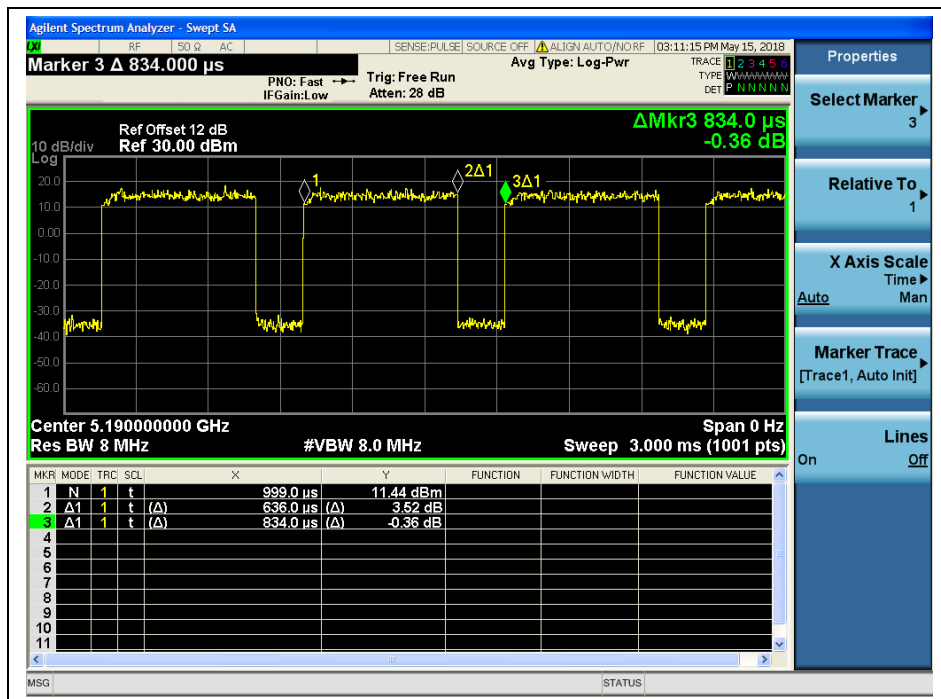 Agilent Spectrum Analyzer - Swept SA
LXI RF 50 Ω AC SENSE:PULSE SOURCE OFF ALIGN AUTO/NO RF 03:11:15 PM May 15, 2018
Marker 3 Δ 834.000 µs
PNO: Fast Trig: Free Run Avg Type: Log-Pwr TRACE 1 2 3 4 5 6
IFGain:Low Atten: 28 dB TYPE WWWWWW
DET P N N N N N
Ref Offset 12 dB ΔMkr3 834.0 µs
10 dB/div Ref 30.00 dBm -0.36 dB
Log
20.0
10.0
0.00
-10.0
-20.0
-30.0
-40.0
-50.0
-60.0
1
2Δ1
3Δ1
Center 5.190000000 GHz Span 0 Hz
Res BW 8 MHz #VBW 8.0 MHz Sweep 3.000 ms (1001 pts)
MKR MODE TRC SCL X Y FUNCTION FUNCTION WIDTH FUNCTION VALUE
1 N 1 t 999.0 µs 11.44 dBm
2 Δ1 1 t (Δ) 636.0 µs (Δ) 3.52 dB
3 Δ1 1 t (Δ) 834.0 µs (Δ) -0.36 dB
4
5
6
7
8
9
10
11
MSG STATUS
Properties
Select Marker
3
Relative To
1
X Axis Scale
Time
Auto Man
Marker Trace
[Trace1, Auto Init]
Lines
On Off